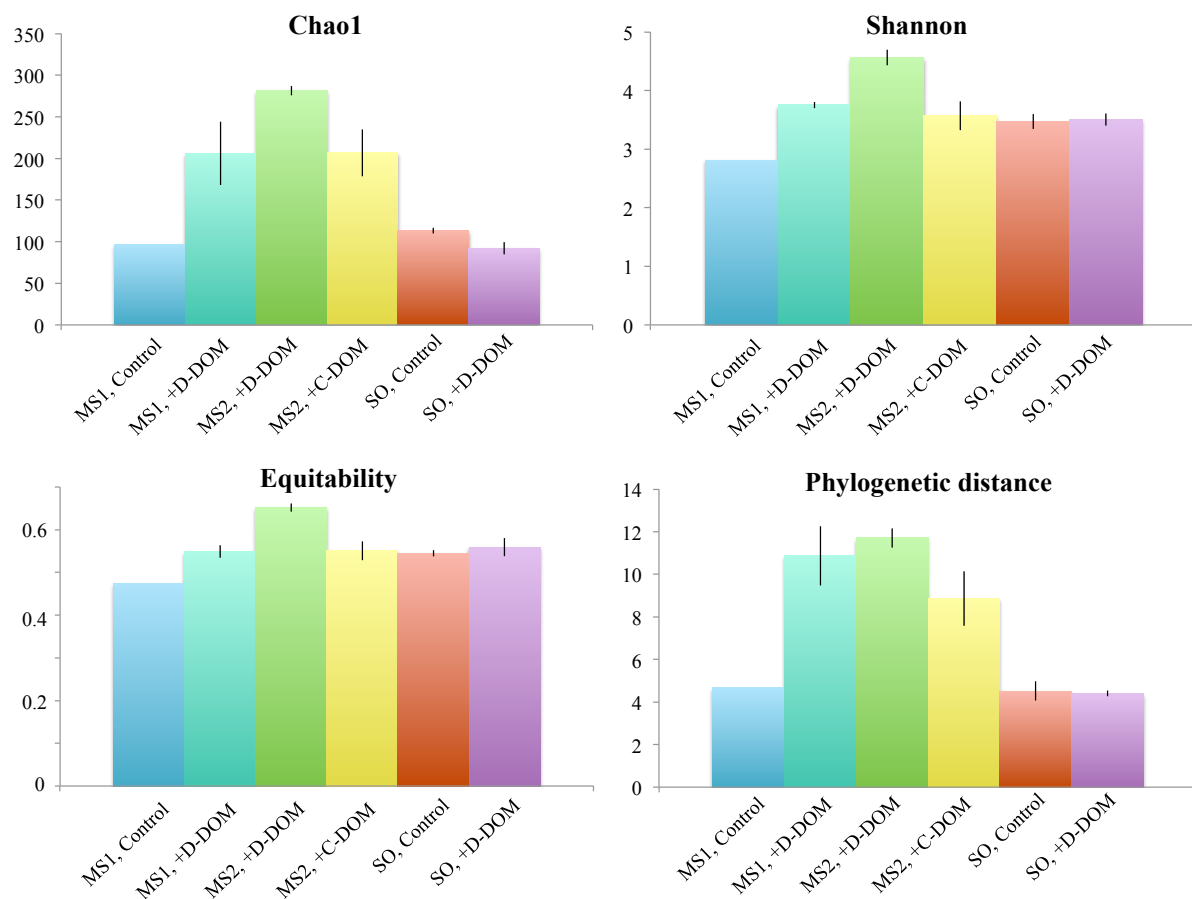 Chao1
350
300
250
200
150
100
50
0
MS1, Control
MS1, +D-DOM
MS2, +D-DOM
MS2, +C-DOM
SO, Control
SO, +D-DOM
Shannon
5
4
3
2
1
0
MS1, Control
MS1, +D-DOM
MS2, +D-DOM
MS2, +C-DOM
SO, Control
SO, +D-DOM
Equitability
0.6
0.4
0.2
0
MS1, Control
MS1, +D-DOM
MS2, +D-DOM
MS2, +C-DOM
SO, Control
SO, +D-DOM
Phylogenetic distance
14
12
10
8
6
4
2
0
MS1, Control
MS1, +D-DOM
MS2, +D-DOM
MS2, +C-DOM
SO, Control
SO, +D-DOM